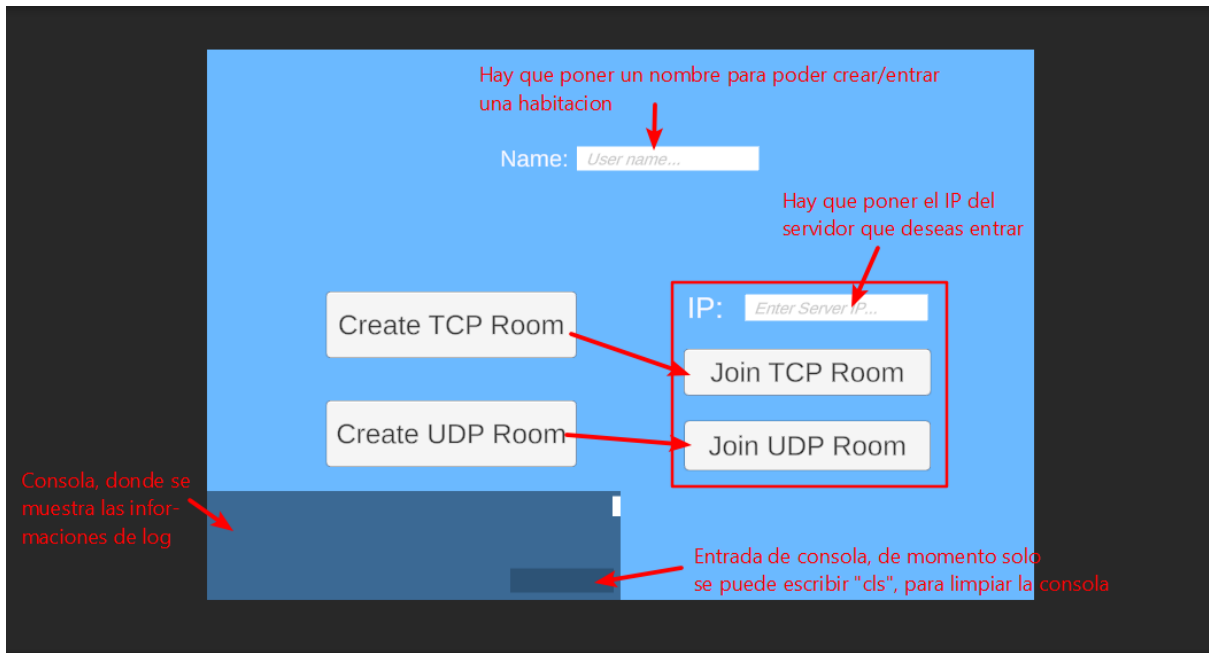 Hay que poner un nombre para poder crear/entrar
una habitacion
Name: User name...
Hay que poner el IP del
servidor que deseas entrar
IP: Enter Server IP...
Create TCP Room
Join TCP Room
Create UDP Room
Join UDP Room
Consola, donde se
muestra las infor-
maciones de log
Entrada de consola, de momento solo
se puede escribir "cls", para limpiar la consola